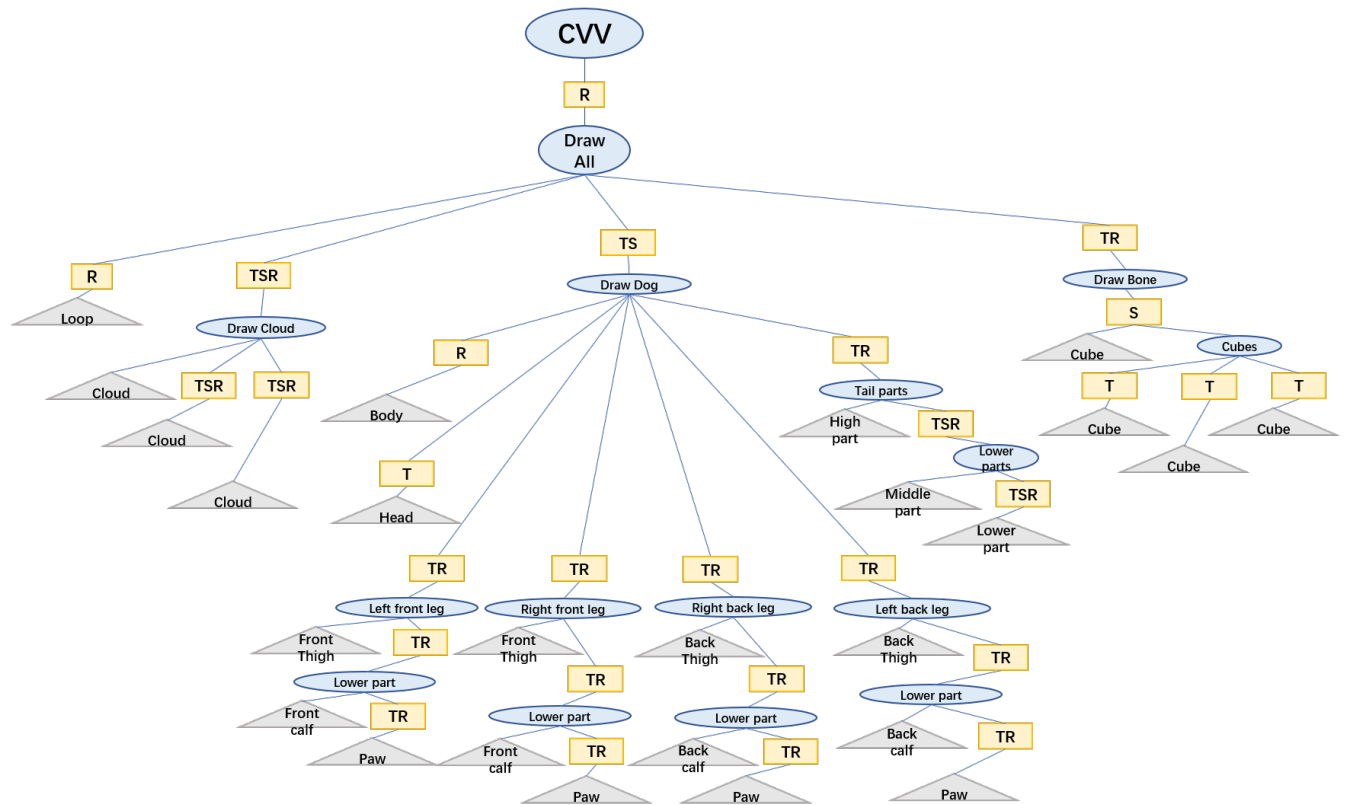 CVV
R
Draw
All
R
TSR
TS
TR
Loop
Draw Cloud
Draw Dog
Draw Bone
S
Cloud
TSR
TSR
R
TR
Cube
Cubes
Cloud
Body
Tail parts
T
T
T
Cloud
High
part
TSR
Cube
Cube
T
Lower
parts
Cube
Head
Middle
part
TSR
Lower
part
TR
TR
TR
TR
Left front leg
Right front leg
Right back leg
Left back leg
Front
Thigh
TR
Front
Thigh
Back
Thigh
Back
Thigh
TR
Lower part
TR
TR
Lower part
Front
calf
TR
Lower part
Lower part
Back
calf
TR
Paw
Front
calf
TR
Back
calf
TR
Paw
Paw
Paw